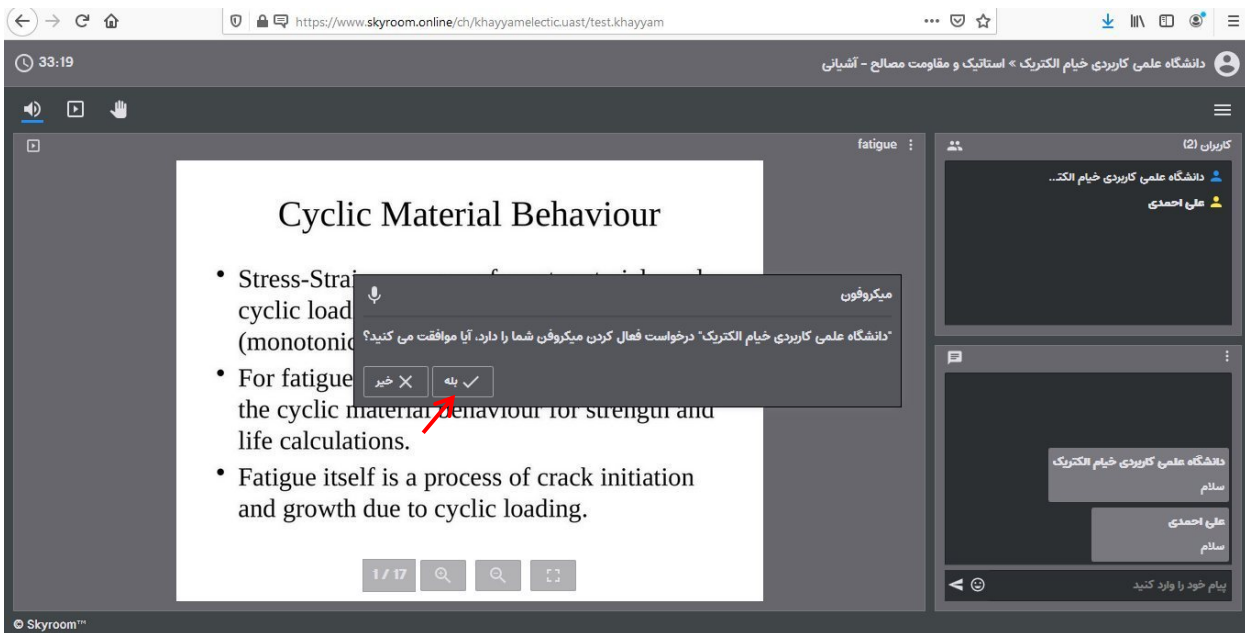 https://www.skyroom.online/ch/khayyamelectic.uast/test.khayyam
33:19
دانشگاه علمی کاربردی خیام الکتریک » استاتیک و مقاومت مصالح - آشیانی
fatigue
کاربران (2)
دانشگاه علمی کاربردی خیام الکتـ...
علی احمدی
Cyclic Material Behaviour
• Stress-Strai
cyclic load
(monotonic
• For fatigue
the cyclic material behaviour for strength and
life calculations.
• Fatigue itself is a process of crack initiation
and growth due to cyclic loading.
میکروفون
"دانشگاه علمی کاربردی خیام الکتریک" درخواست فعال کردن میکروفن شما را دارد، آیا موافقت می کنید؟
بله
خیر
1 / 17
دانشگاه علمی کاربردی خیام الکتریک
سلام
علی احمدی
سلام
پیام خود را وارد کنید
© Skyroom™